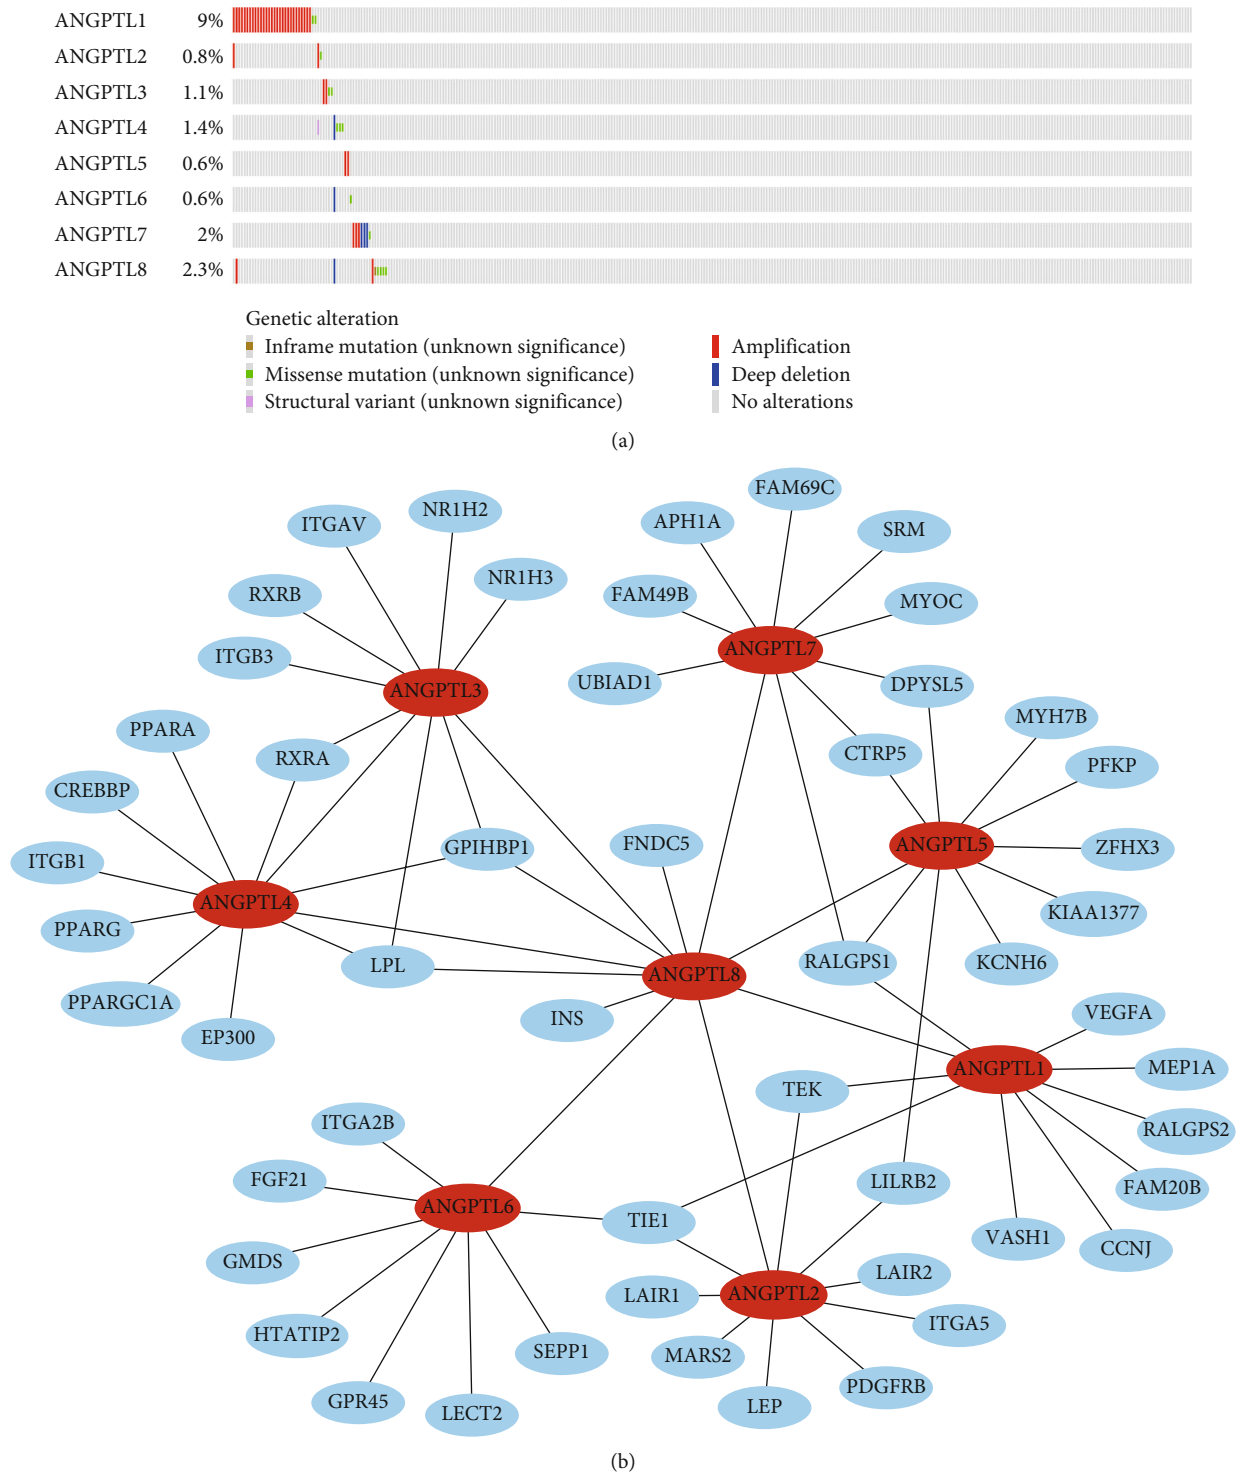 ANGPTL1 9%
ANGPTL2 0.8%
ANGPTL3 1.1%
ANGPTL4 1.4%
ANGPTL5 0.6%
ANGPTL6 0.6%
ANGPTL7 2%
ANGPTL8 2.3%
Genetic alteration
Inframe mutation (unknown significance)
Missense mutation (unknown significance)
Structural variant (unknown significance)
Amplification
Deep deletion
No alterations
(a)
FAM69C
NR1H2
ITGAV
APH1A
SRM
NR1H3
RXRB
FAM49B
MYOC
ITGB3
ANGPTL7
ANGPTL3
UBIAD1
DPYSL5
MYH7B
PPARA
RXRA
CTRP5
PFKP
CREBBP
GPIHBP1
FNDC5
ANGPTL5
ZFHX3
ITGB1
ANGPTL4
KIAA1377
PPARG
LPL
ANGPTL8
RALGPS1
KCNH6
PPARGC1A
INS
VEGFA
EP300
ANGPTL1
MEP1A
TEK
ITGA2B
RALGPS2
FGF21
LILRB2
FAM20B
ANGPTL6
TIE1
VASH1
CCNJ
GMDS
LAIR2
LAIR1
ANGPTL2
ITGA5
HTATIP2
SEPP1
MARS2
PDGFRB
GPR45
LECT2
LEP
(b)